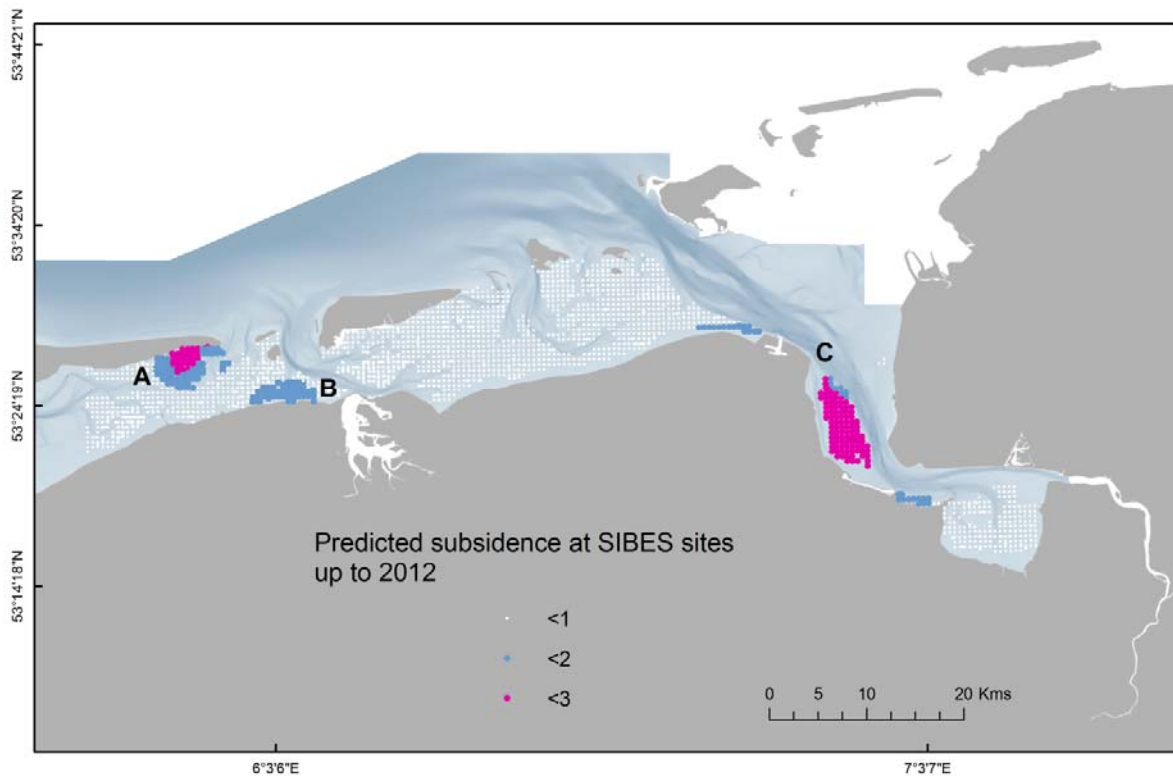 53°44'21"N
53°34'20"N
53°24'19"N
53°14'18"N
A
B
C
Predicted subsidence at SIBES sites
up to 2012
<1
<2
<3
0 5 10 20 Kms
6°3'6"E
7°3'7"E